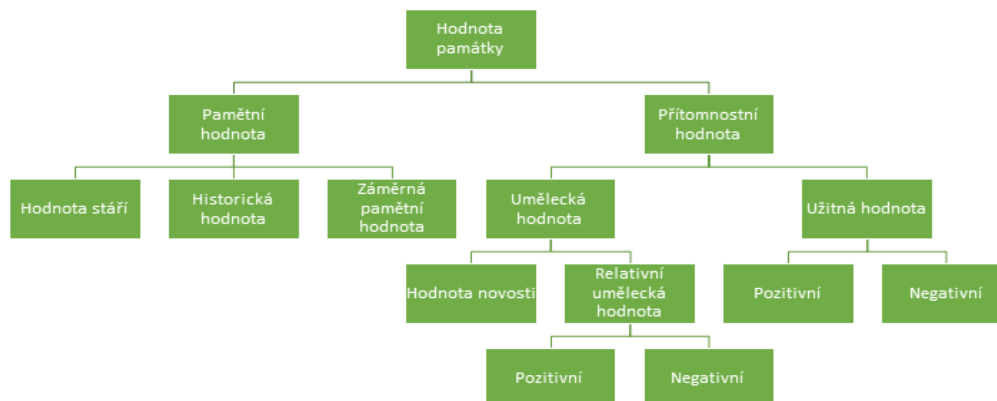 Hodnota
památky
Pamětní
hodnota
Přítomnostní
hodnota
Hodnota stáří
Historická
hodnota
Záměrná
pamětní
hodnota
Umělecká
hodnota
Užitná hodnota
Hodnota novosti
Relativní
umělecká
hodnota
Pozitivní
Negativní
Pozitivní
Negativní